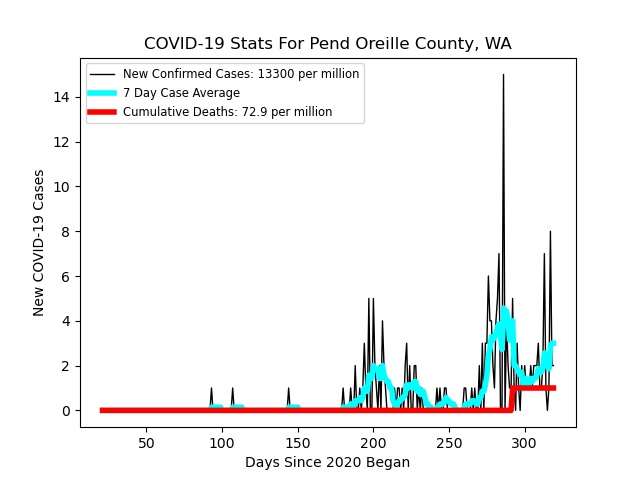 COVID-19 Stats For Pend Oreille County, WA
New Confirmed Cases: 13300 per million
7 Day Case Average
Cumulative Deaths: 72.9 per million
New COVID-19 Cases
14
12
10
8
6
4
2
0
50 100 150 200 250 300
Days Since 2020 Began